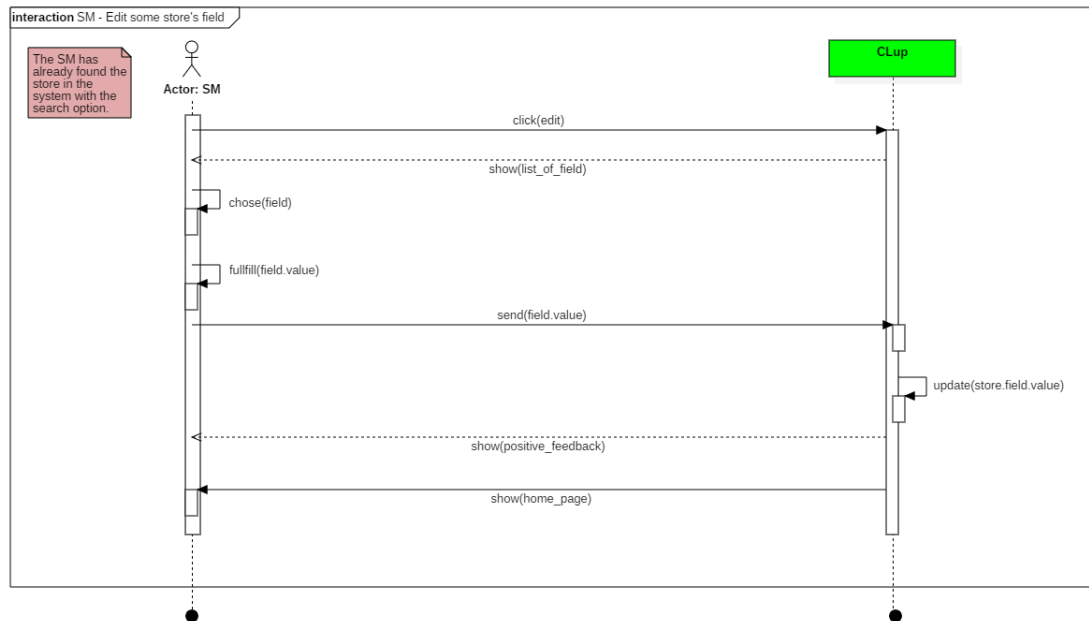 interaction SM - Edit some store's field
The SM has
already found the
store in the
system with the
search option.
Actor: SM
CLup
click(edit)
show(list_of_field)
chose(field)
fullfill(field.value)
send(field.value)
update(store.field.value)
show(positive_feedback)
show(home_page)